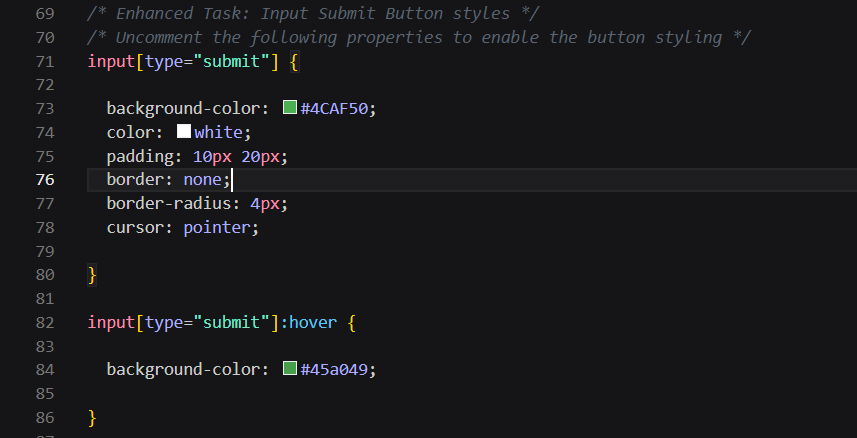 69 /* Enhanced Task: Input Submit Button styles */
70 /* Uncomment the following properties to enable the button styling */
71 input[type="submit"] {
72
73 background-color: #4CAF50;
74 color: white;
75 padding: 10px 20px;
76 border: none;
77 border-radius: 4px;
78 cursor: pointer;
79
80 }
81
82 input[type="submit"]:hover {
83
84 background-color: #45a049;
85
86 }